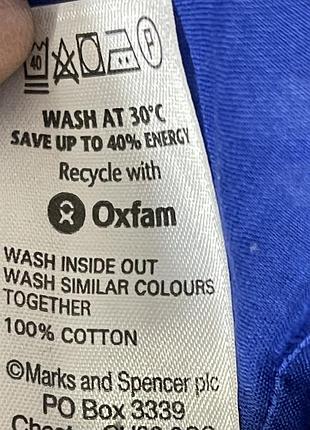 40 P
WASH AT 30°C
SAVE UP TO 40% ENERGY
Recycle with
Oxfam
WASH INSIDE OUT
WASH SIMILAR COLOURS
TOGETHER
100% COTTON
©Marks and Spencer plc
PO Box 3339